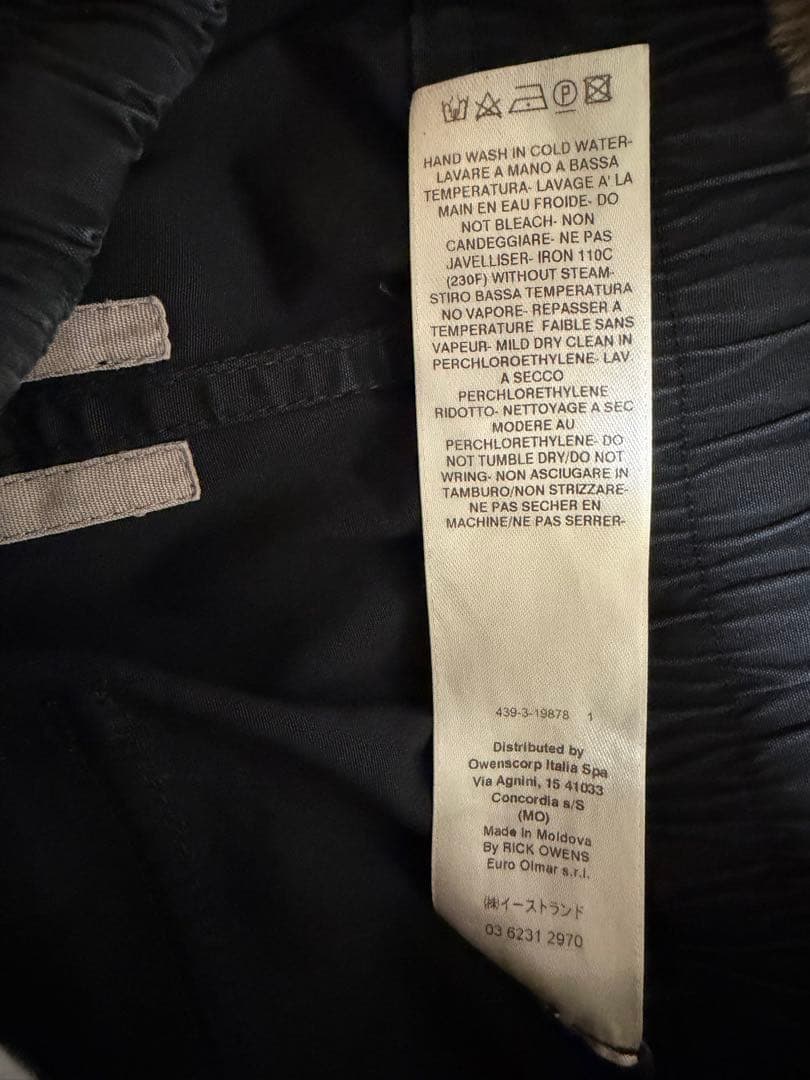 HAND WASH IN COLD WATER-
LAVARE A MANO A BASSA
TEMPERATURA- LAVAGE A' LA
MAIN EN EAU FROIDE- DO
NOT BLEACH- NON
CANDEGGIARE- NE PAS
JAVELLISER- IRON 110C
(230F) WITHOUT STEAM-
STIRO BASSA TEMPERATURA
NO VAPORE- REPASSER A
TEMPERATURE FAIBLE SANS
VAPEUR- MILD DRY CLEAN IN
PERCHLOROETHYLENE- LAV.
A SECCO
PERCHLORETHYLENE
RIDOTTO- NETTOYAGE A SEC
MODERE AU
PERCHLORETHYLENE- DO
NOT TUMBLE DRY/DO NOT
WRING- NON ASCIUGARE IN
TAMBURO/NON STRIZZARE-
NE PAS SECHER EN
MACHINE/NE PAS SERRER-
439-3-19878 1
Distributed by
Owenscorp Italia Spa
Via Agnini, 15 41033
Concordia s/S
(MO)
Made in Moldova
By RICK OWENS
Euro Olmar s.r.l.
㈱イーストランド
03 6231 2970